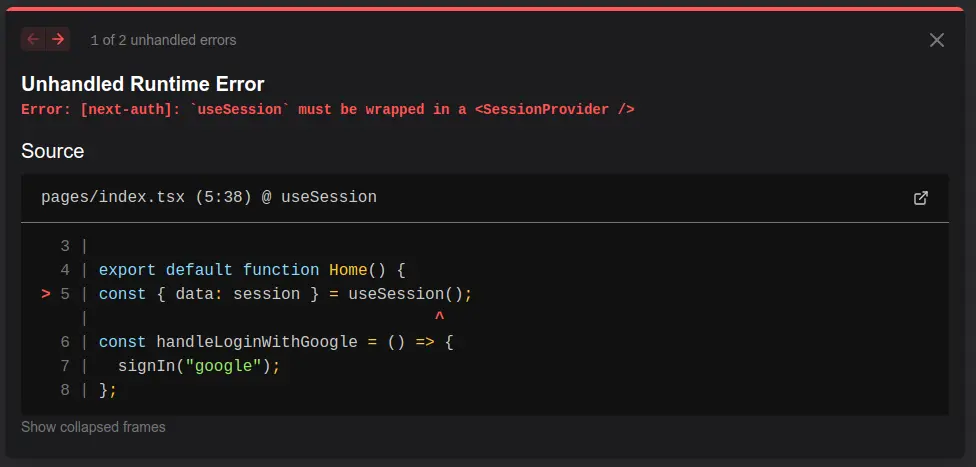 1 of 2 unhandled errors
Unhandled Runtime Error
Error: [next-auth]: `useSession` must be wrapped in a <SessionProvider />
Source
pages/index.tsx (5:38) @ useSession
3 |
4 | export default function Home() {
> 5 | const { data: session } = useSession();
| ^
6 | const handleLoginWithGoogle = () => {
7 |   signIn("google");
8 | };
Show collapsed frames